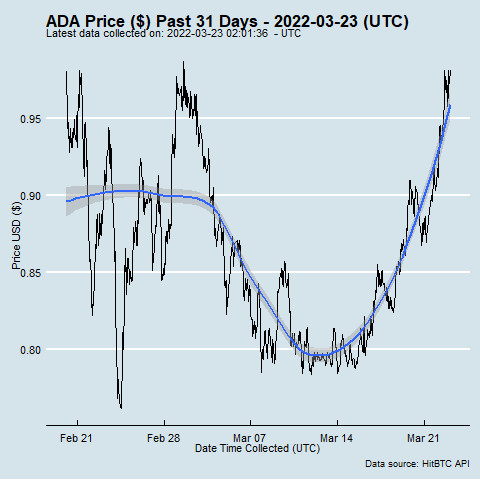 ADA Price ($) Past 31 Days - 2022-03-23 (UTC)
Latest data collected on: 2022-03-23 02:01:36 - UTC
Price USD ($)
0.95
0.90
0.85
0.80
Feb 21 Feb 28 Mar 07 Mar 14 Mar 21
Date Time Collected (UTC)
Data source: HitBTC API